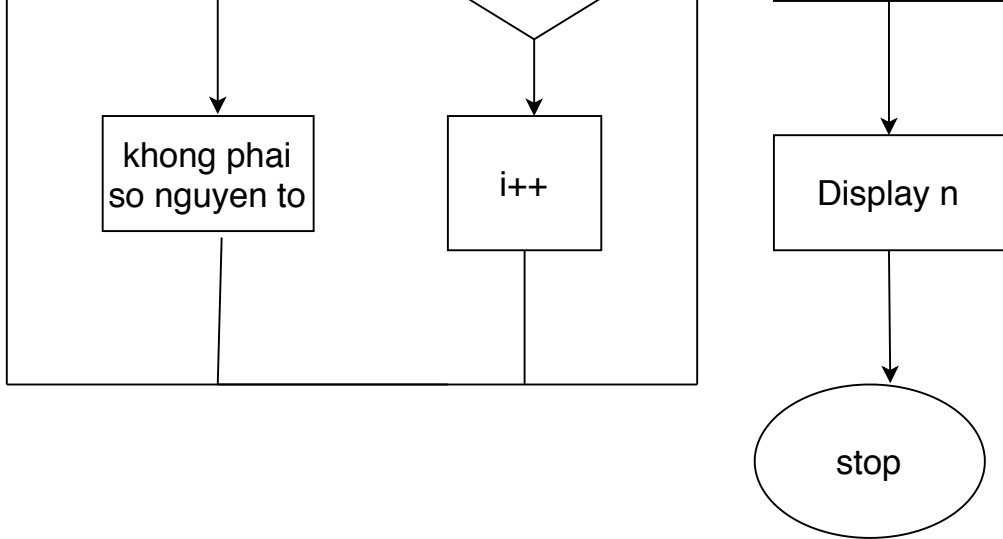 khong phai
so nguyen to
i++
Display n
stop